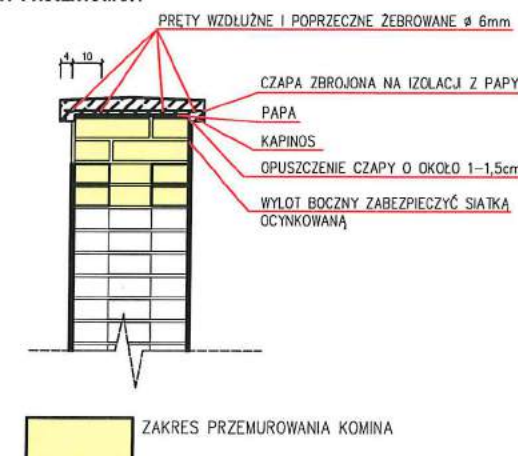 PRĘTY WZDŁUŻNE I POPRZECZNE ŻEBROWANE ø 6mm
4 10
CZAPA ZBROJONA NA IZOLACJI Z PAPY
PAPA
KAPINOS
OPUSZCZENIE CZAPY O OKOŁO 1-1,5cm
WYLOT BOCZNY ZABEZPIECZYĆ SIATKĄ
OCYNKOWANĄ
ZAKRES PRZEMUROWANIA KOMINA